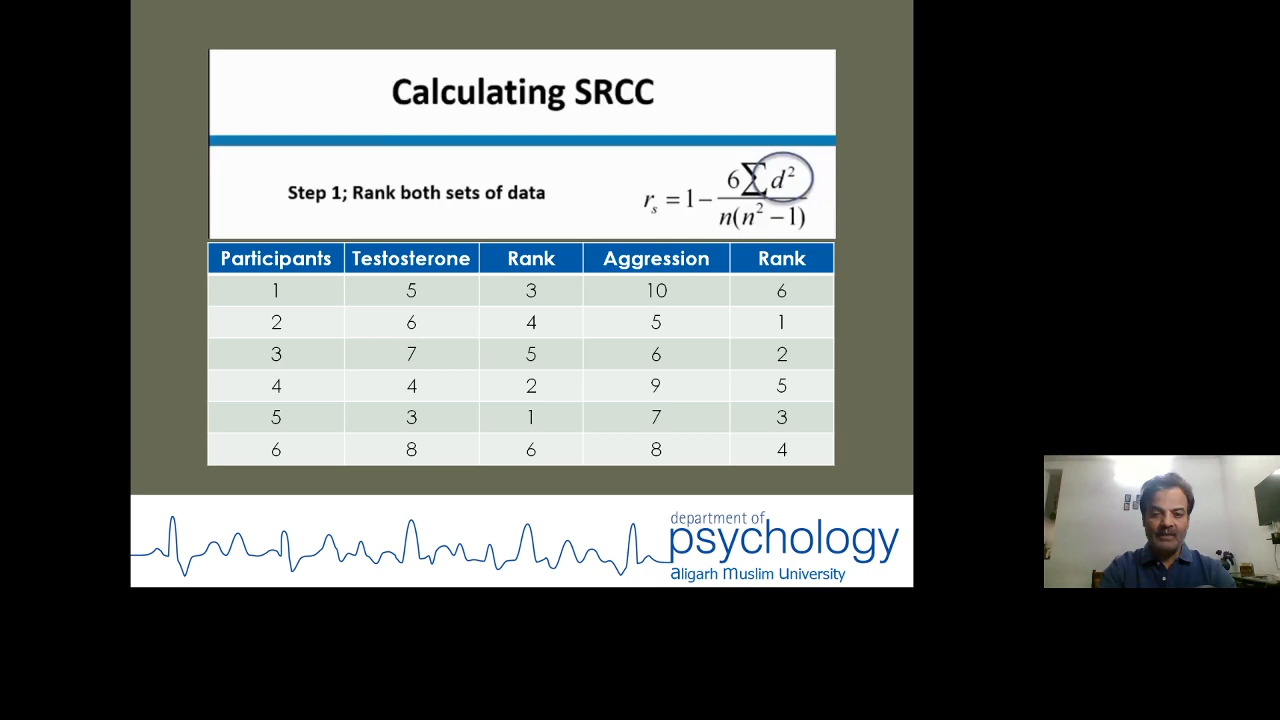 Calculating SRCC
Step 1; Rank both sets of data
r_s = 1 − 6∑d² / n(n² − 1)
Participants Testosterone Rank Aggression Rank
1 5 3 10 6
2 6 4 5 1
3 7 5 6 2
4 4 2 9 5
5 3 1 7 3
6 8 6 8 4
department of
psychology
aligarh muslim university